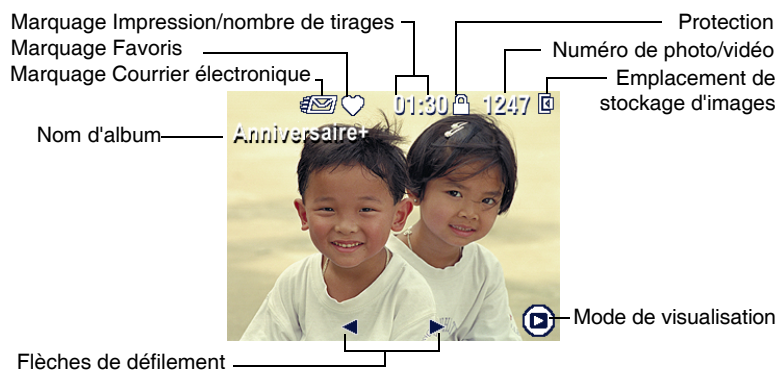 Marquage Impression/nombre de tirages
Marquage Favoris
Marquage Courrier électronique
Nom d'album
Protection
Numéro de photo/vidéo
Emplacement de
stockage d'images
01:30 1247
Anniversaire+
Mode de visualisation
Flèches de défilement